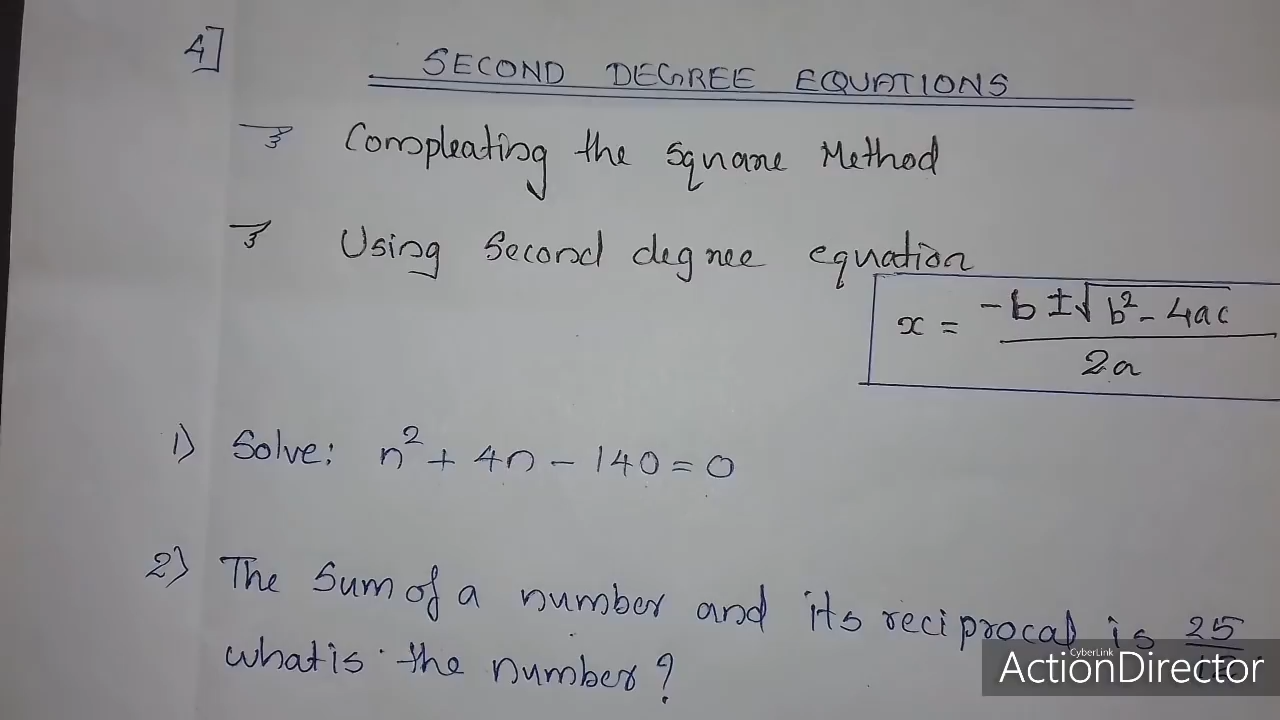 4]
SECOND DEGREE EQUATIONS
Compleating the square Method
Using Second degree equation
x = -b ± √b² - 4ac / 2a
1) Solve: n² + 4n - 140 = 0
2) The Sum of a number and its reciprocal is 25
what is the number?
CyberLink
ActionDirector